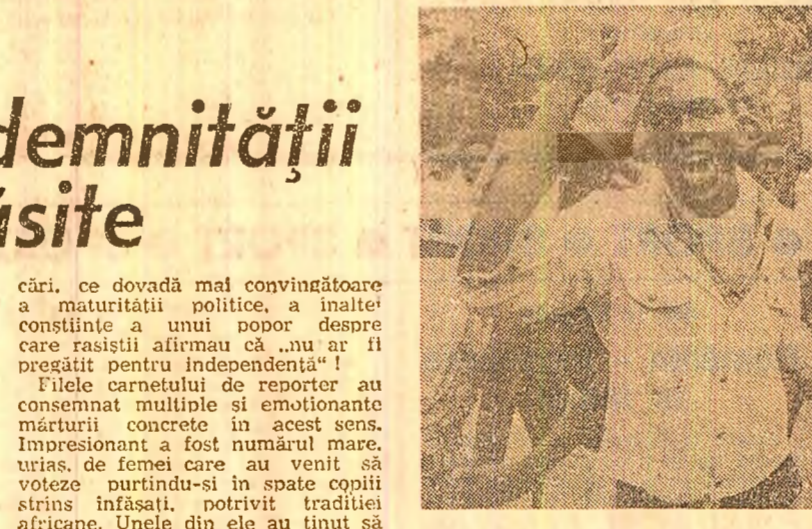 demnității
ăsite
cări, ce dovadă mai convingătoare
a maturității politice, a înaltei
conștiințe a unui popor despre
care rasiștii afirmau că „nu ar fi
pregătit pentru independență“ !
Filele carnetului de reporter au
consemnat multiple și emoționante
mărturii concrete în acest sens.
Impresionant a fost numărul mare,
uriaș, de femei care au venit să
voteze purtîndu-și în spate copiii
strîns înfășați, potrivit tradiției
africane. Unele din ele au ținut să